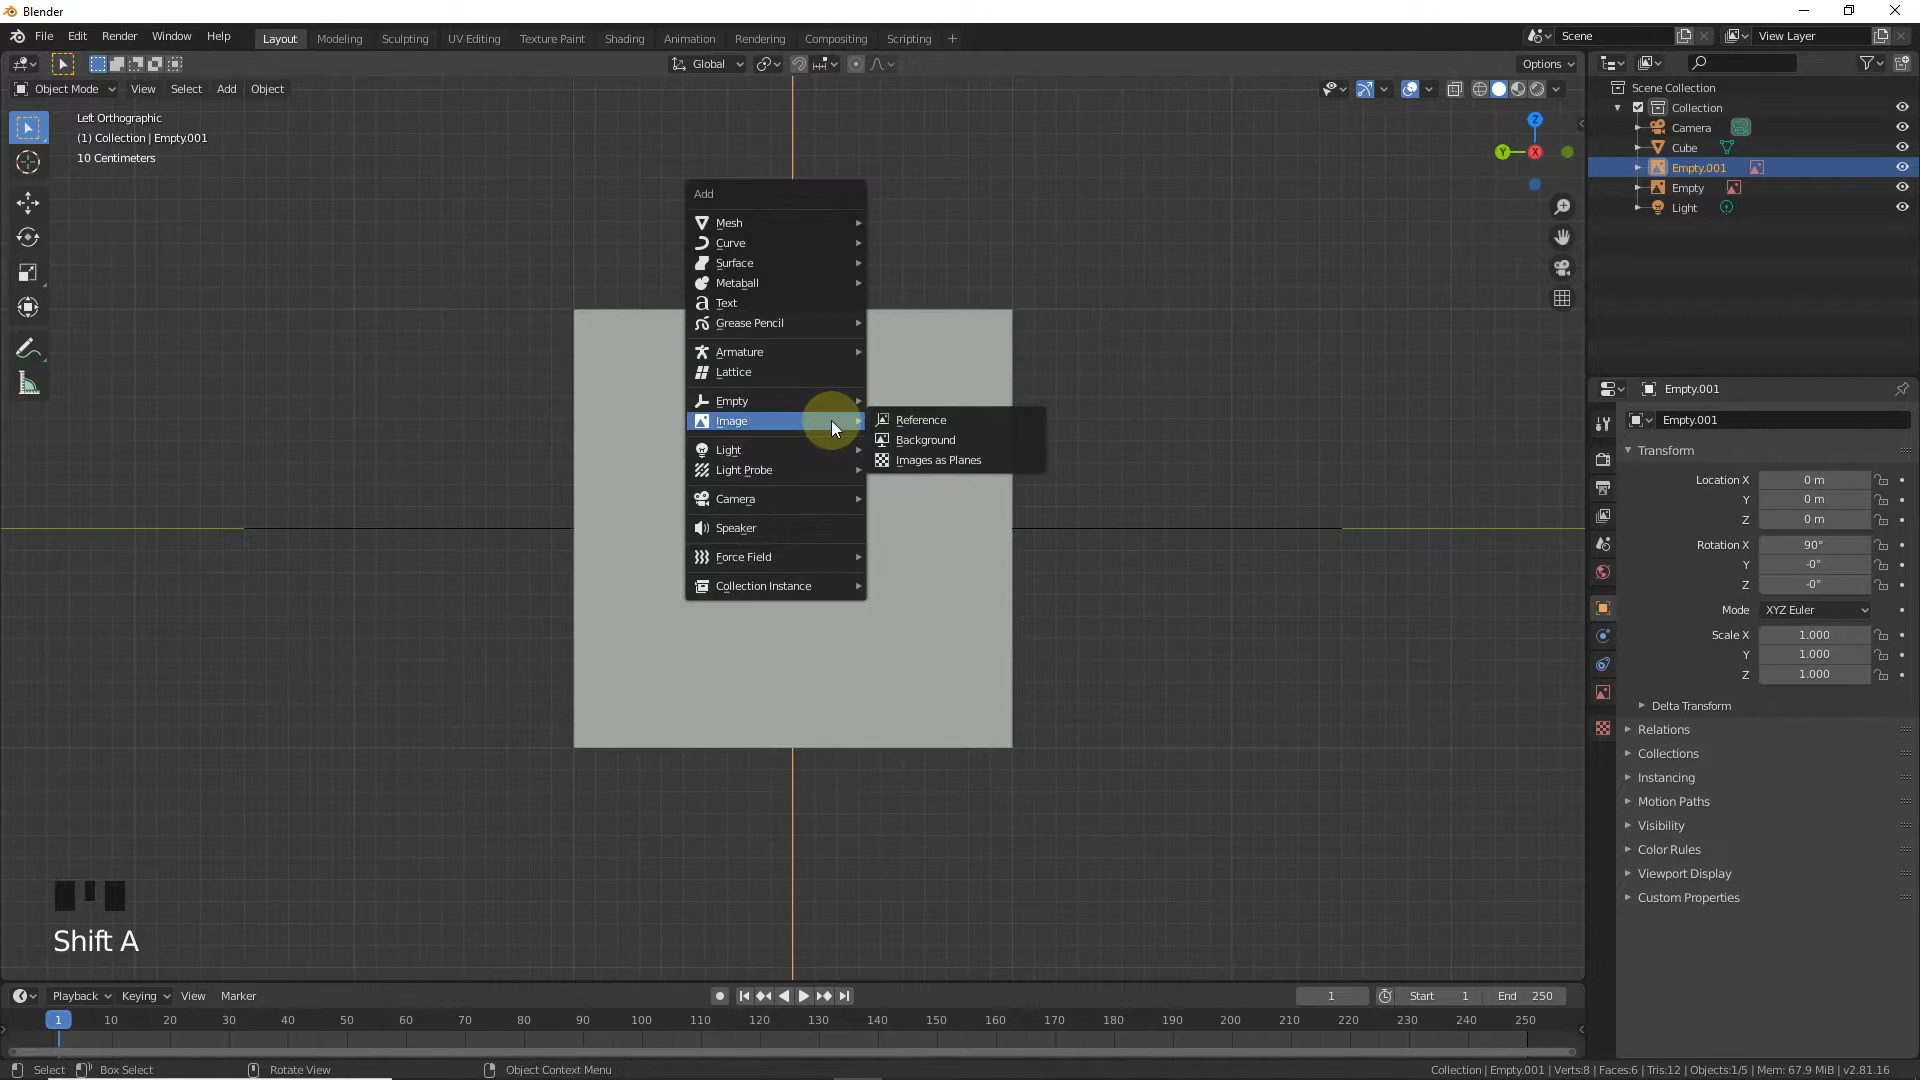 Blender
File Edit Render Window Help
Layout Modeling Sculpting UV Editing Texture Paint Shading Animation Rendering Compositing Scripting +
Scene
View Layer
Global
Options
Object Mode View Select Add Object
Left Orthographic
(1) Collection | Empty.001
10 Centimeters
Z
Y
X
Add
Mesh
Curve
Surface
Metaball
Text
Grease Pencil
Armature
Lattice
Empty
Image
Light
Light Probe
Camera
Speaker
Force Field
Collection Instance
Reference
Background
Images as Planes
Scene Collection
Collection
Camera
Cube
Empty.001
Empty
Light
Empty.001
Empty.001
Transform
Location X 0 m
Y 0 m
Z 0 m
Rotation X 90°
Y -0°
Z -0°
Mode XYZ Euler
Scale X 1.000
Y 1.000
Z 1.000
Delta Transform
Relations
Collections
Instancing
Motion Paths
Visibility
Color Rules
Viewport Display
Custom Properties
Shift A
Playback Keying View Marker
1
Start 1
End 250
1 10 20 30 40 50 60 70 80 90 100 110 120 130 140 150 160 170 180 190 200 210 220 230 240 250
Select Box Select Rotate View Object Context Menu
Collection | Empty.001 | Verts:8 | Faces:6 | Tris:12 | Objects:1/5 | Mem: 67.9 MiB | v2.81.16